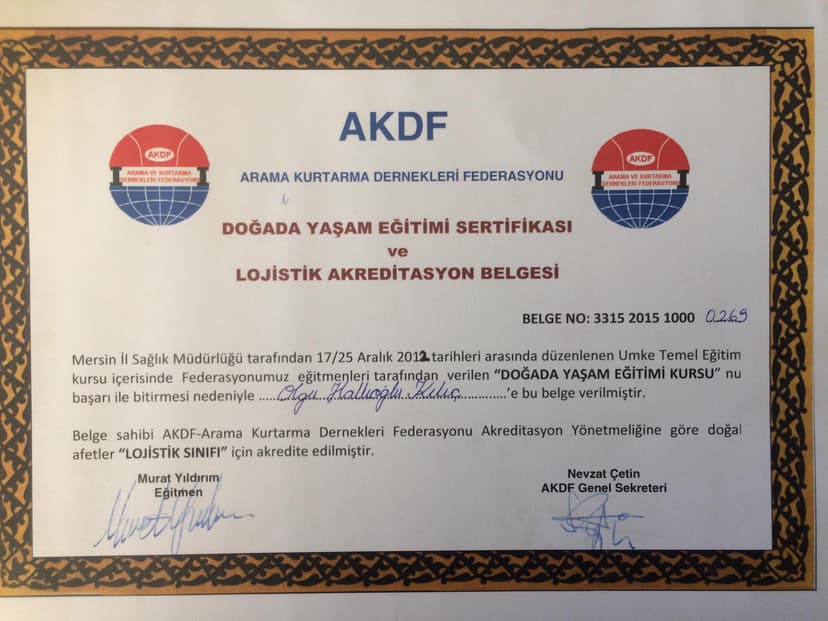 AKDF
ARAMA KURTARMA DERNEKLERİ FEDERASYONU
AKDF
ARAMA VE KURTARMA
DERNEKLERİ FEDERASYONU
AKDF
ARAMA VE KURTARMA
DERNEKLERİ FEDERASYONU
DOĞADA YAŞAM EĞİTİMİ SERTİFİKASI
ve
LOJİSTİK AKREDİTASYON BELGESİ
BELGE NO: 3315 2015 1000 0269
Mersin İl Sağlık Müdürlüğü tarafından 17/25 Aralık 2012 tarihleri arasında düzenlenen Umke Temel Eğitim
kursu içerisinde Federasyonumuz eğitmenleri tarafından verilen “DOĞADA YAŞAM EĞİTİMİ KURSU” nu
başarı ile bitirmesi nedeniyle ..... Olgu Hallıoğlu Kılıç ............'e bu belge verilmiştir.
Belge sahibi AKDF-Arama Kurtarma Dernekleri Federasyonu Akreditasyon Yönetmeliğine göre doğal
afetler “LOJİSTİK SINIFI” için akredite edilmiştir.
Murat Yıldırım
Eğitmen
Nevzat Çetin
AKDF Genel Sekreteri